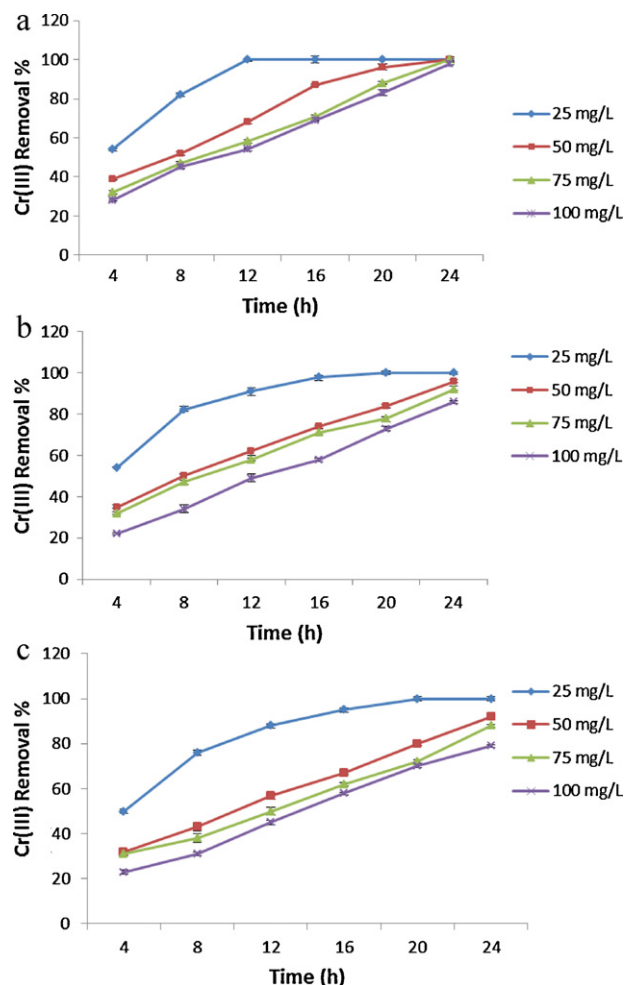 a
120
100
80
60
40
20
0
4 8 12 16 20 24
Time (h)
Cr(III) Removal %
25 mg/L
50 mg/L
75 mg/L
100 mg/L
b
120
100
80
60
40
20
0
4 8 12 16 20 24
Time (h)
Cr(III) Removal %
25 mg/L
50 mg/L
75 mg/L
100 mg/L
c
120
100
80
60
40
20
0
4 8 12 16 20 24
Time (h)
Cr(III) Removal %
25 mg/L
50 mg/L
75 mg/L
100 mg/L